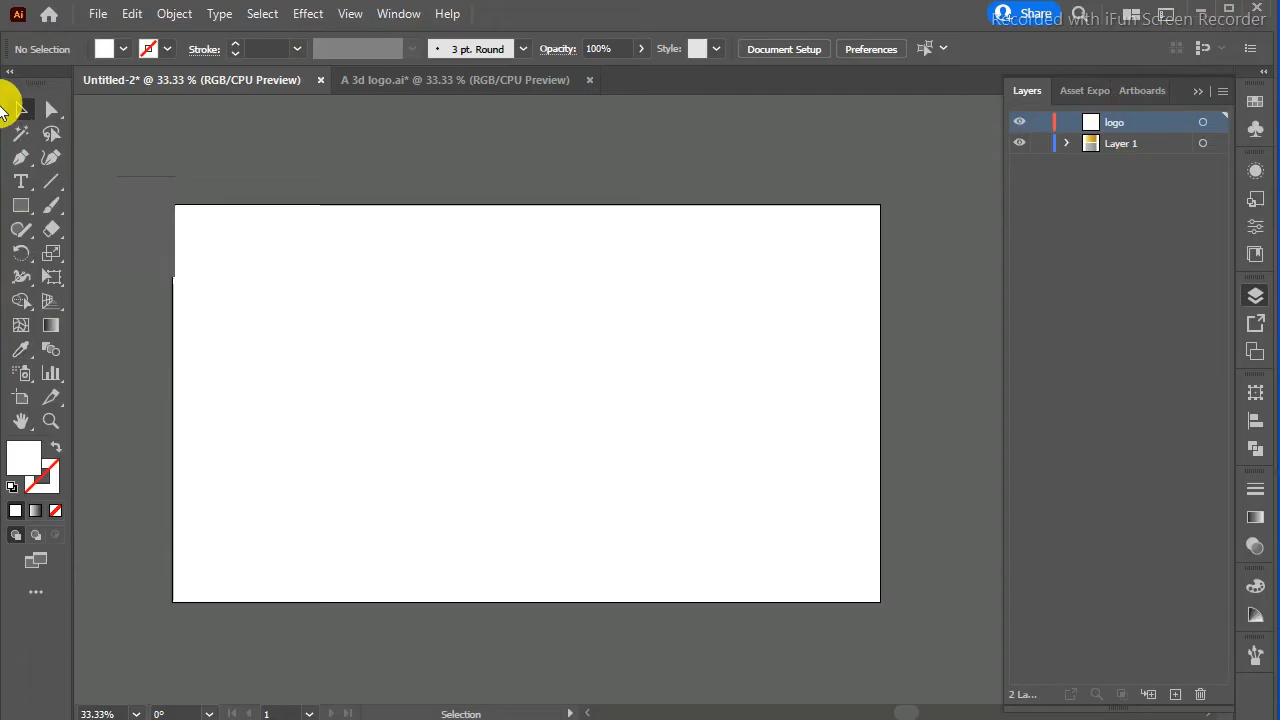 Ai File Edit Object Type Select Effect View Window Help Share
Recorded with iFun Screen Recorder
No Selection Stroke: 3 pt. Round Opacity: 100% Style: Document Setup Preferences
Untitled-2* @ 33.33 % (RGB/CPU Preview) A 3d logo.ai* @ 33.33 % (RGB/CPU Preview)
Layers Asset Expo Artboards
logo
Layer 1
2 La...
33.33% 0° 1 Selection